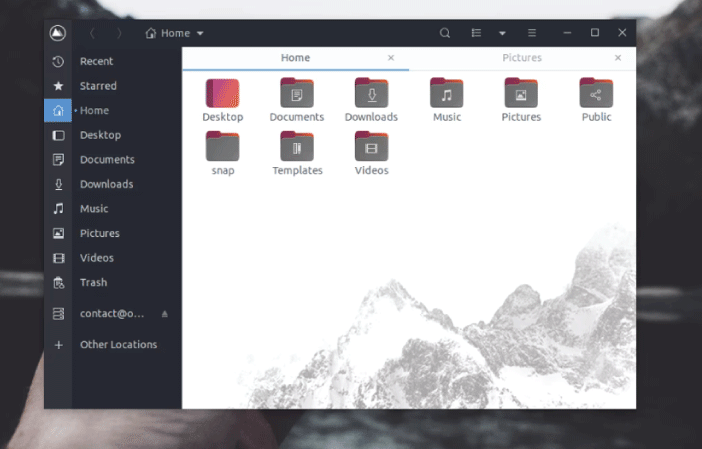 Home
Recent
Starred
Home
Desktop
Documents
Downloads
Music
Pictures
Videos
Trash
contact@o...
Other Locations
Home Pictures
Desktop Documents Downloads Music Pictures Public
snap Templates Videos